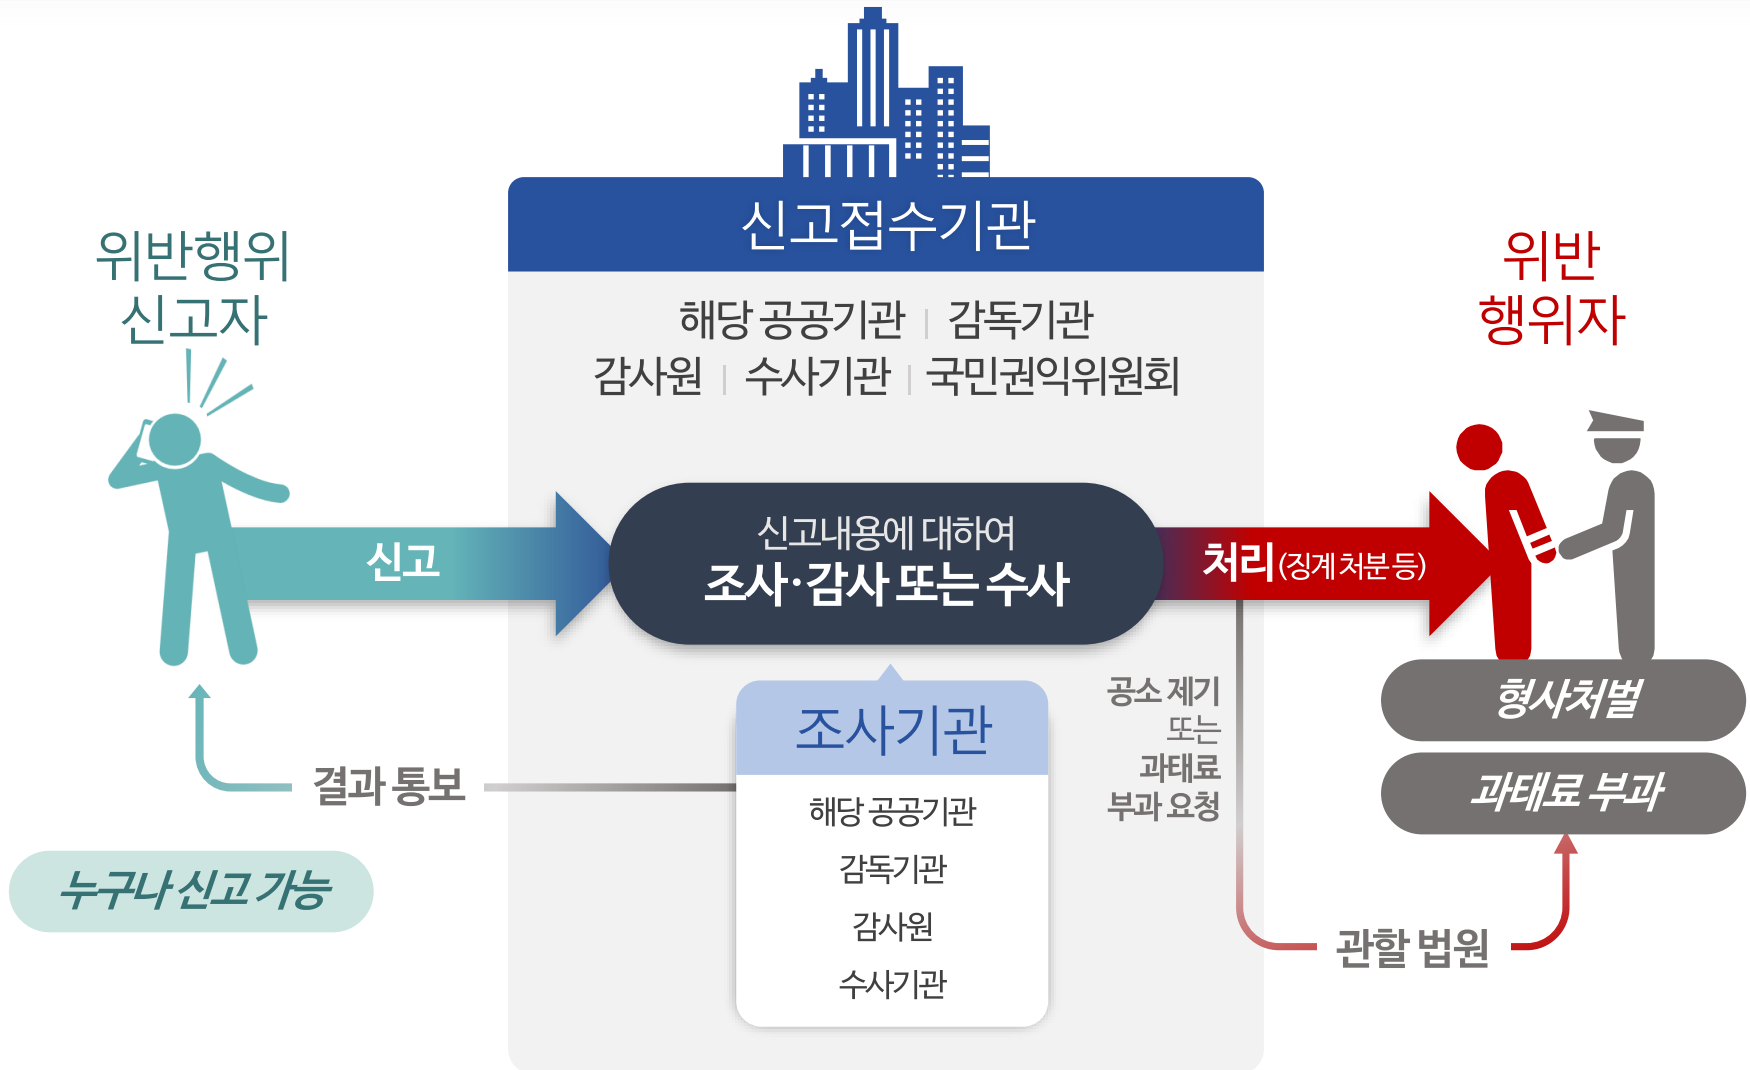 신고접수기관
해당 공공기관 | 감독기관
감사원 | 수사기관 | 국민권익위원회
위반행위
신고자
신고
신고내용에 대하여
조사·감사 또는 수사
처리(징계 처분 등)
위반
행위자
조사기관
해당 공공기관
감독기관
감사원
수사기관
결과 통보
누구나 신고 가능
공소 제기
또는
과태료
부과 요청
관할 법원
형사처벌
과태료 부과